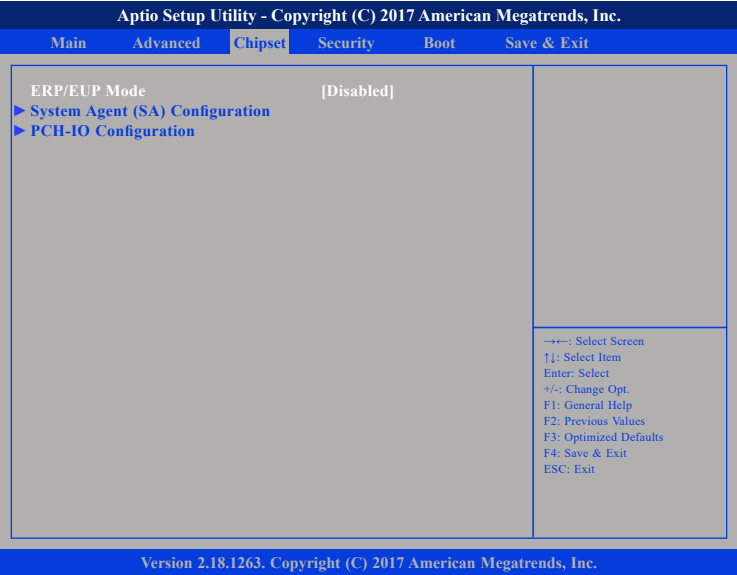 Aptio Setup Utility - Copyright (C) 2017 American Megatrends, Inc.
Main Advanced Chipset Security Boot Save & Exit
ERP/EUP Mode [Disabled]
► System Agent (SA) Configuration
► PCH-IO Configuration
→←: Select Screen
↑↓: Select Item
Enter: Select
+/-: Change Opt.
F1: General Help
F2: Previous Values
F3: Optimized Defaults
F4: Save & Exit
ESC: Exit
Version 2.18.1263. Copyright (C) 2017 American Megatrends, Inc.